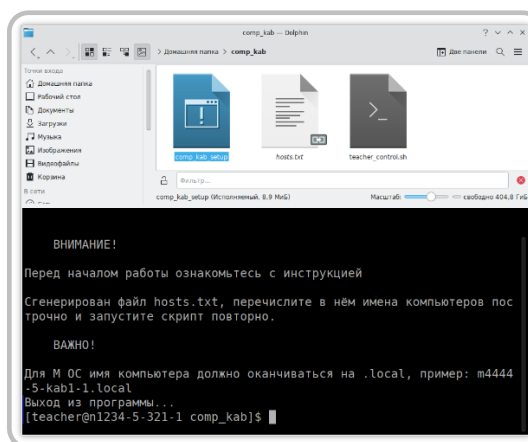 comp_kab — Dolphin
Домашняя папка > comp_kab
Две панели
Точки входа
Домашняя папка
Рабочий стол
Документы
Загрузки
Музыка
Изображения
Видеофайлы
Корзина
В сети
comp_kab_setup
hosts.txt
teacher_control.sh
Фильтр...
comp_kab_setup (Исполняемый, 8,9 МиБ)
Масштаб:
свободно 404,8 ГиБ
ВНИМАНИЕ!
Перед началом работы ознакомьтесь с инструкцией
Сгенерирован файл hosts.txt, перечислите в нём имена компьютеров пос
трочно и запустите скрипт повторно.
ВАЖНО!
Для М ОС имя компьютера должно оканчиваться на .local, пример: m4444
-5-kab1-1.local
Выход из программы...
[teacher@n1234-5-321-1 comp_kab]$